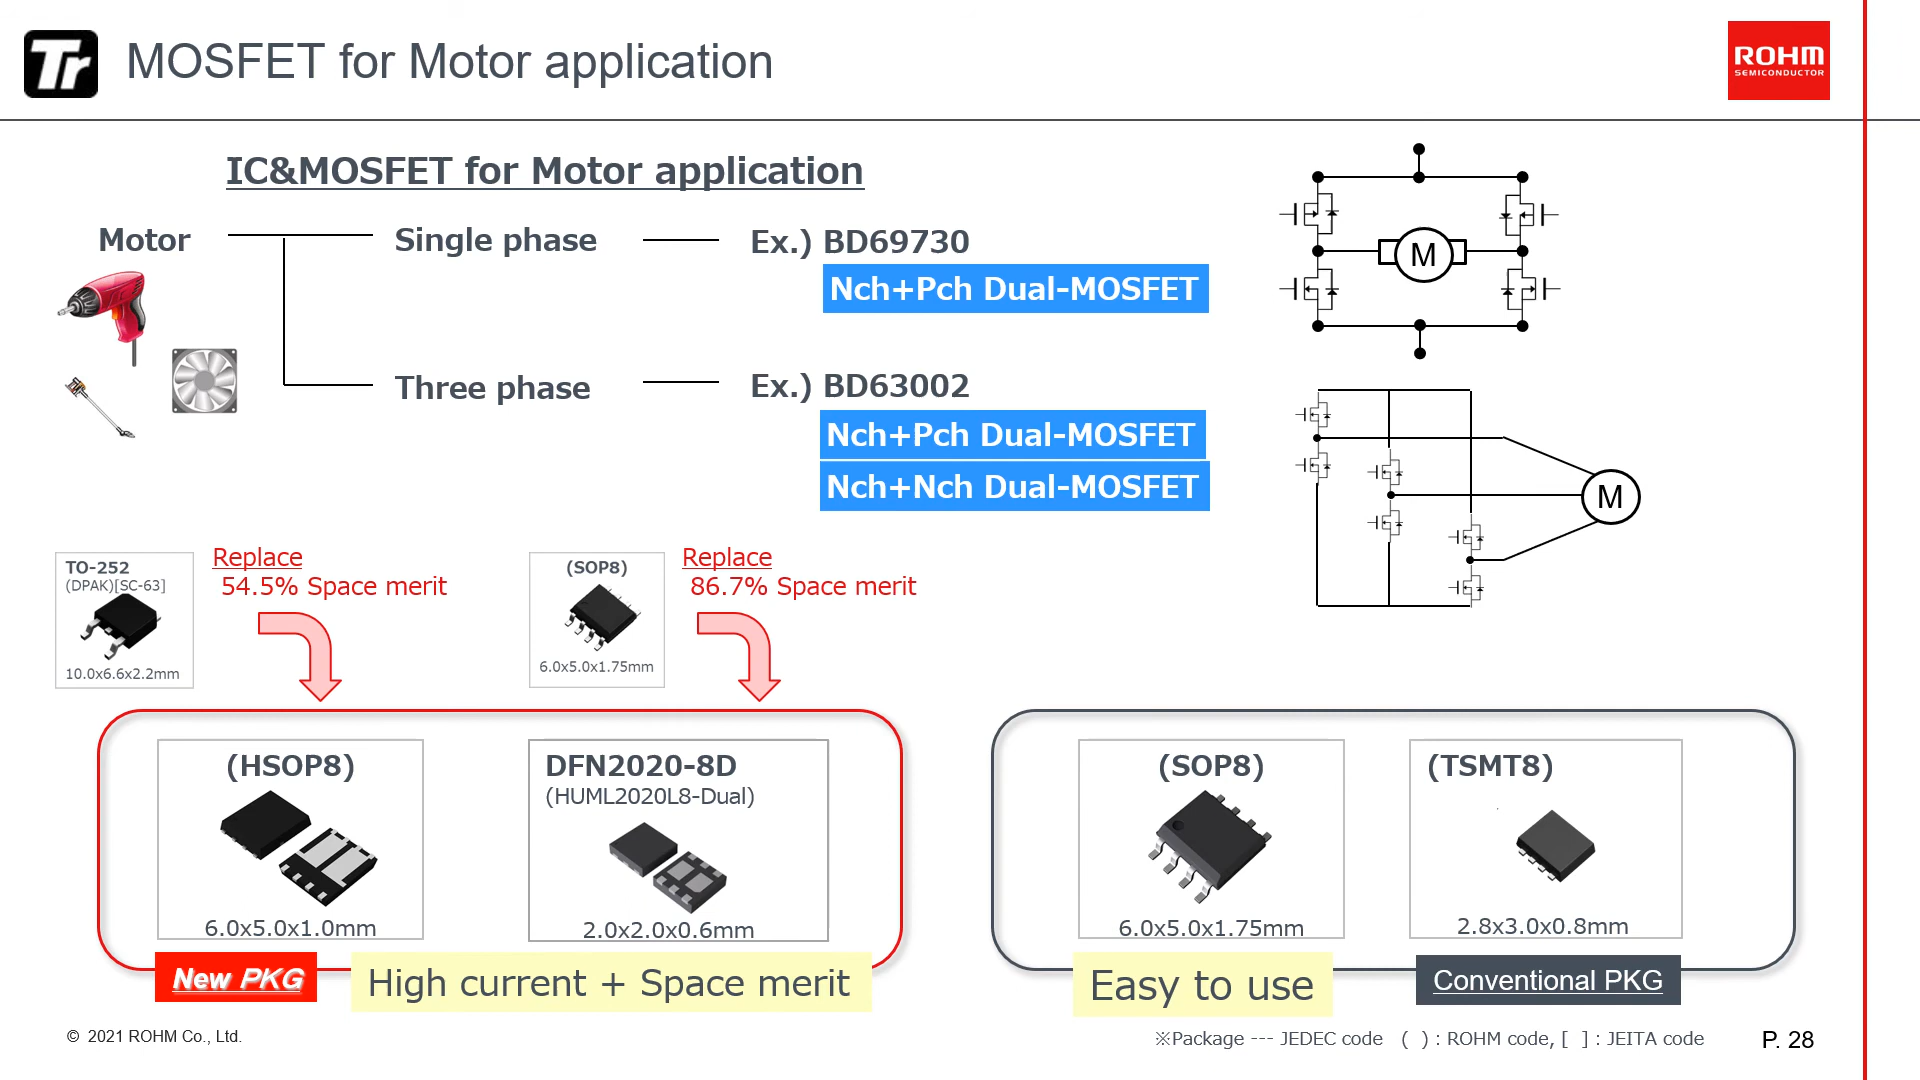 Tr
MOSFET for Motor application
ROHM
SEMICONDUCTOR
IC&MOSFET for Motor application
Motor
Single phase
Ex.) BD69730
Nch+Pch Dual-MOSFET
M
Three phase
Ex.) BD63002
Nch+Pch Dual-MOSFET
Nch+Nch Dual-MOSFET
M
TO-252
(DPAK)[SC-63]
10.0x6.6x2.2mm
Replace
54.5% Space merit
(SOP8)
6.0x5.0x1.75mm
Replace
86.7% Space merit
(HSOP8)
6.0x5.0x1.0mm
DFN2020-8D
(HUML2020L8-Dual)
2.0x2.0x0.6mm
(SOP8)
6.0x5.0x1.75mm
(TSMT8)
2.8x3.0x0.8mm
New PKG
High current + Space merit
Easy to use
Conventional PKG
© 2021 ROHM Co., Ltd.
※Package --- JEDEC code ( ) : ROHM code, [ ] : JEITA code
P. 28